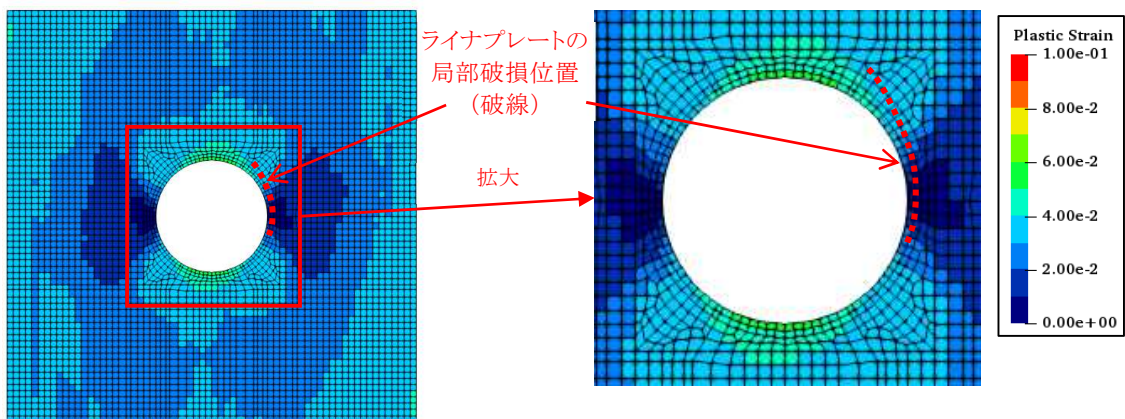 ライナプレートの
局部破損位置
(破線)
拡大
Plastic Strain
1.00e-01
8.00e-2
6.00e-2
4.00e-2
2.00e-2
0.00e+00